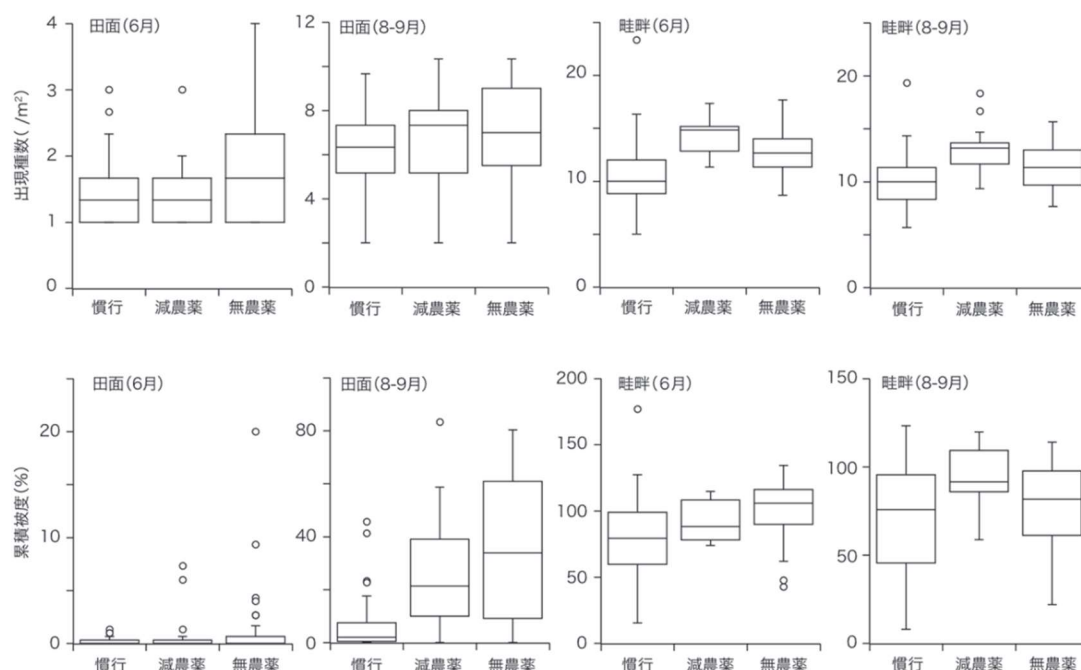 出現種数( /m²)
田面(6月)
4
3
2
1
0
慣行 減農薬 無農薬
田面(8-9月)
12
8
4
0
慣行 減農薬 無農薬
畦畔(6月)
20
10
0
慣行 減農薬 無農薬
畦畔(8-9月)
20
10
0
慣行 減農薬 無農薬
累積被度(%)
田面(6月)
20
10
0
慣行 減農薬 無農薬
田面(8-9月)
80
40
0
慣行 減農薬 無農薬
畦畔(6月)
200
150
100
50
0
慣行 減農薬 無農薬
畦畔(8-9月)
150
100
50
0
慣行 減農薬 無農薬